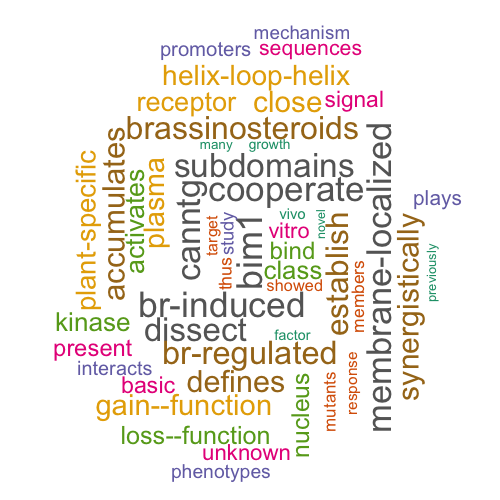 mechanism
promoters sequences
helix-loop-helix
receptor close signal
brassinosteroids
many growth
subdomains
cooperate
plant-specific
accumulates
activates
plasma
canntg
target
study
thus
bim1
vivo
vitro
novel
bind
class
showed
establish
members
membrane-localized
synergistically
plays
previously
br-induced
kinase
dissect
factor
present
br-regulated
interacts
basic defines
gain--function
nucleus
mutants
response
loss--function
unknown
phenotypes